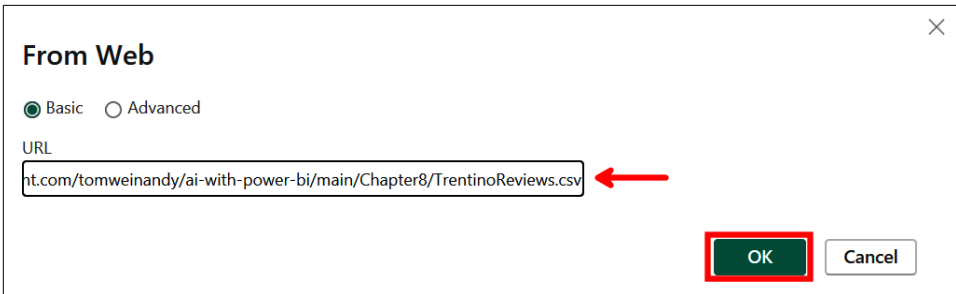 From Web
Basic Advanced
URL
nt.com/tomweinandy/ai-with-power-bi/main/Chapter8/TrentinoReviews.csv
OK Cancel